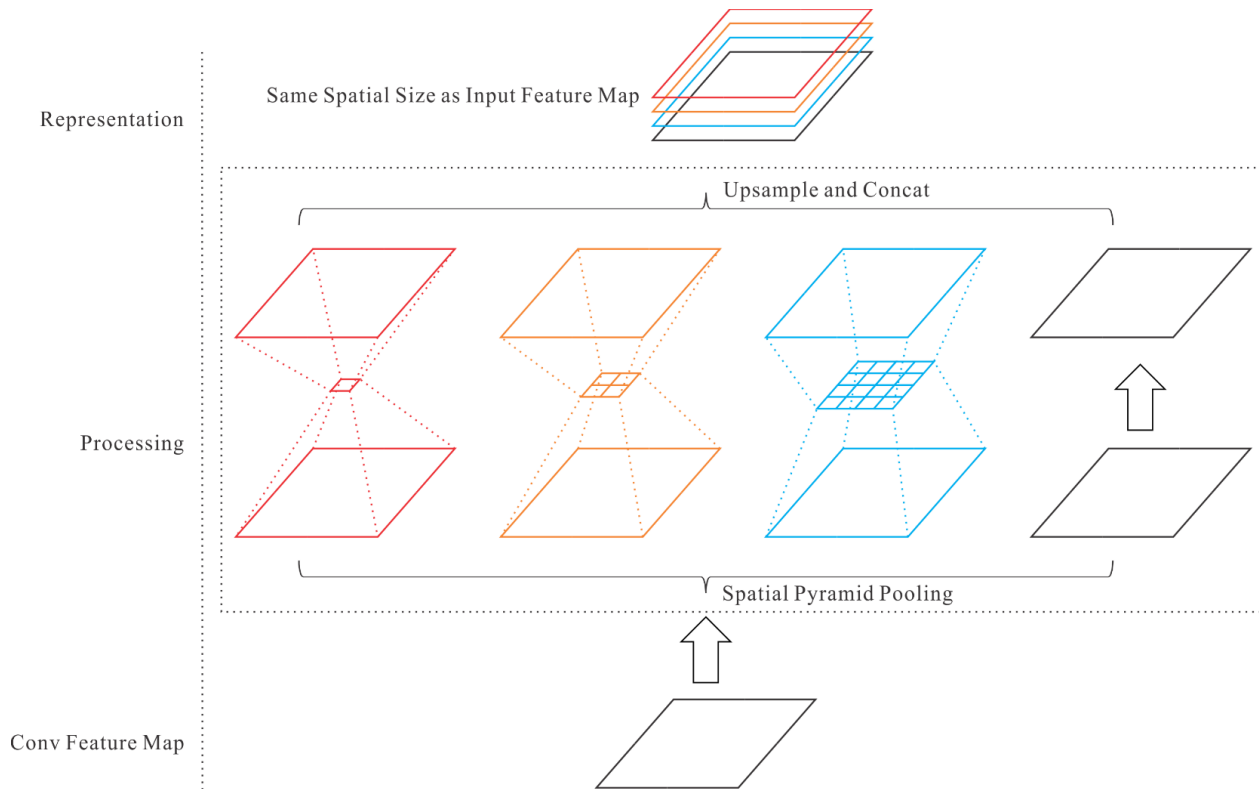 Same Spatial Size as Input Feature Map
Representation
Upsample and Concat
Processing
Spatial Pyramid Pooling
Conv Feature Map